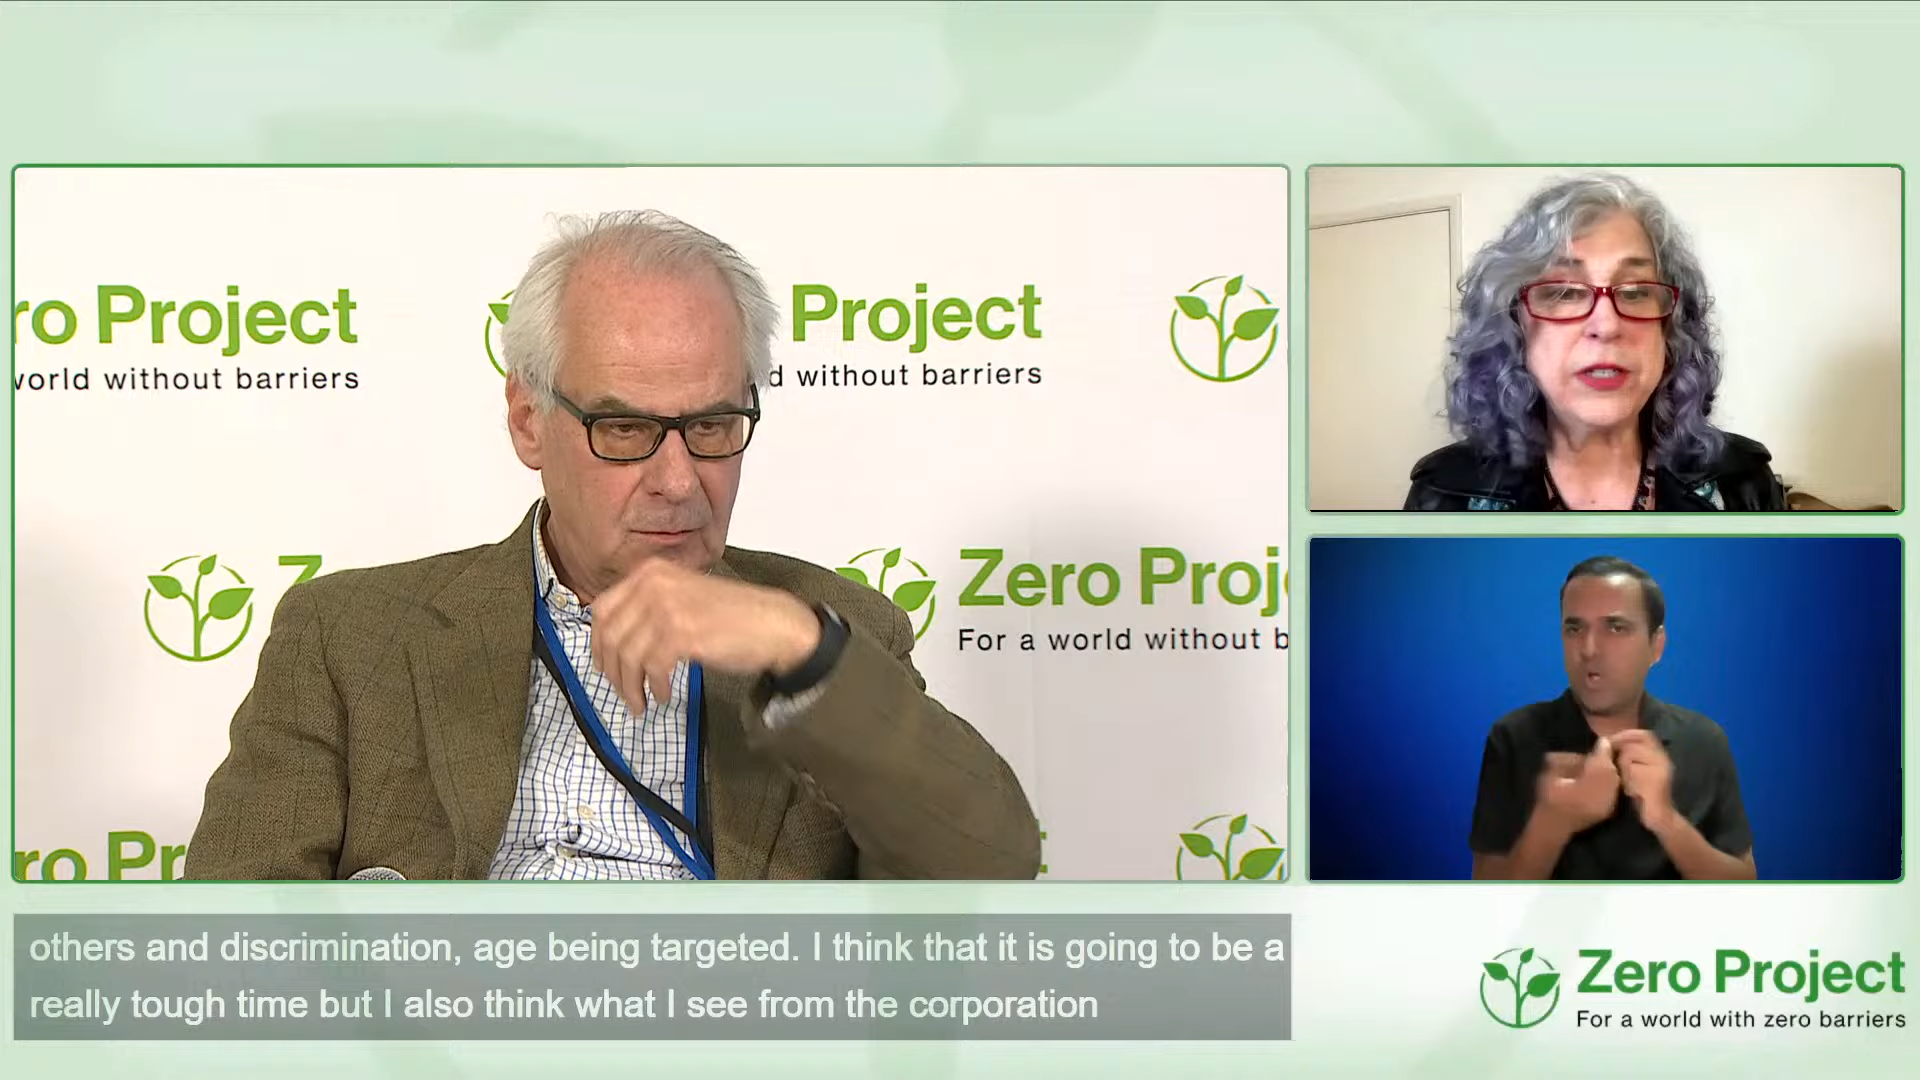 ro Project
world without barriers
Project
d without barriers
Z
Zero Proj
For a world without b
ro Pr
others and discrimination, age being targeted. I think that it is going to be a
really tough time but I also think what I see from the corporation
Zero Project
For a world with zero barriers